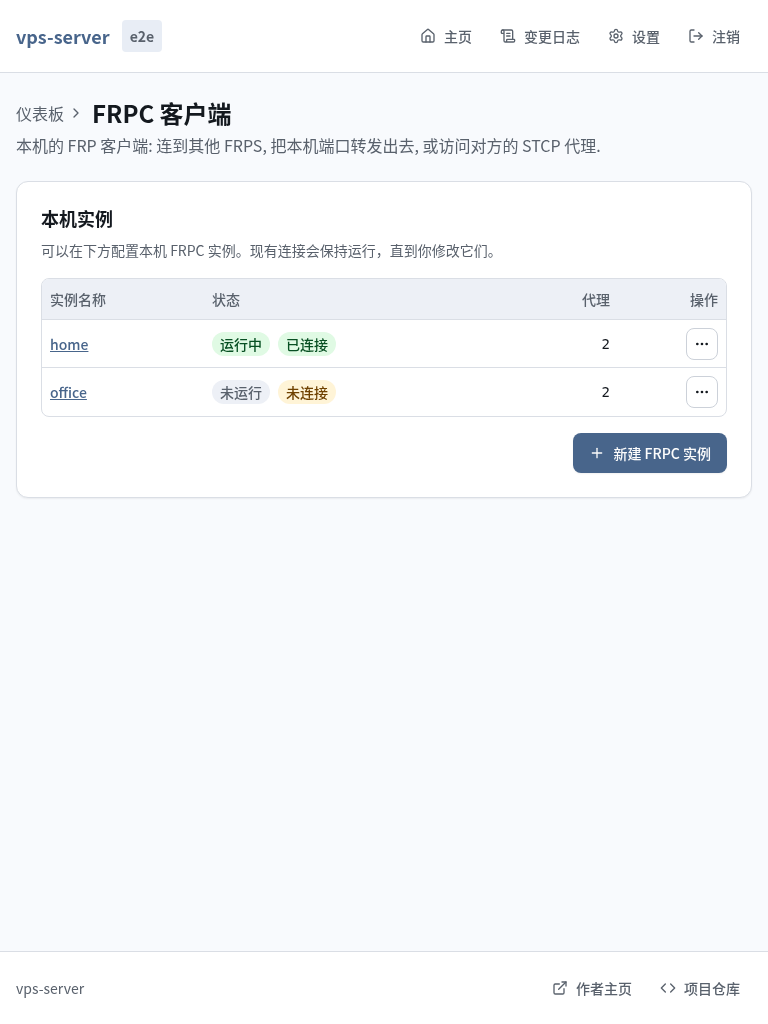 vps-server e2e 主页 变更日志 设置 注销
仪表板 FRPC 客户端
本机的 FRP 客户端: 连到其他 FRPS, 把本机端口转发出去, 或访问对方的 STCP 代理.
本机实例
可以在下方配置本机 FRPC 实例。现有连接会保持运行，直到你修改它们。
实例名称 状态 代理 操作
home 运行中 已连接 2
office 未运行 未连接 2
新建 FRPC 实例
vps-server 作者主页 项目仓库